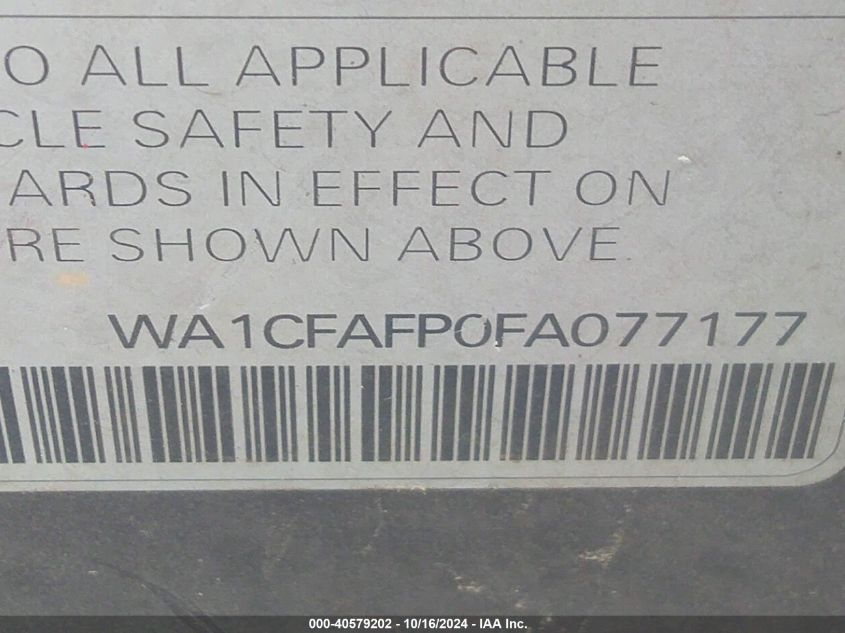 O ALL APPLICABLE
CLE SAFETY AND
ARDS IN EFFECT ON
RE SHOWN ABOVE.
WA1CFAFP0FA077177
000-40579202 - 10/16/2024 - IAA Inc.